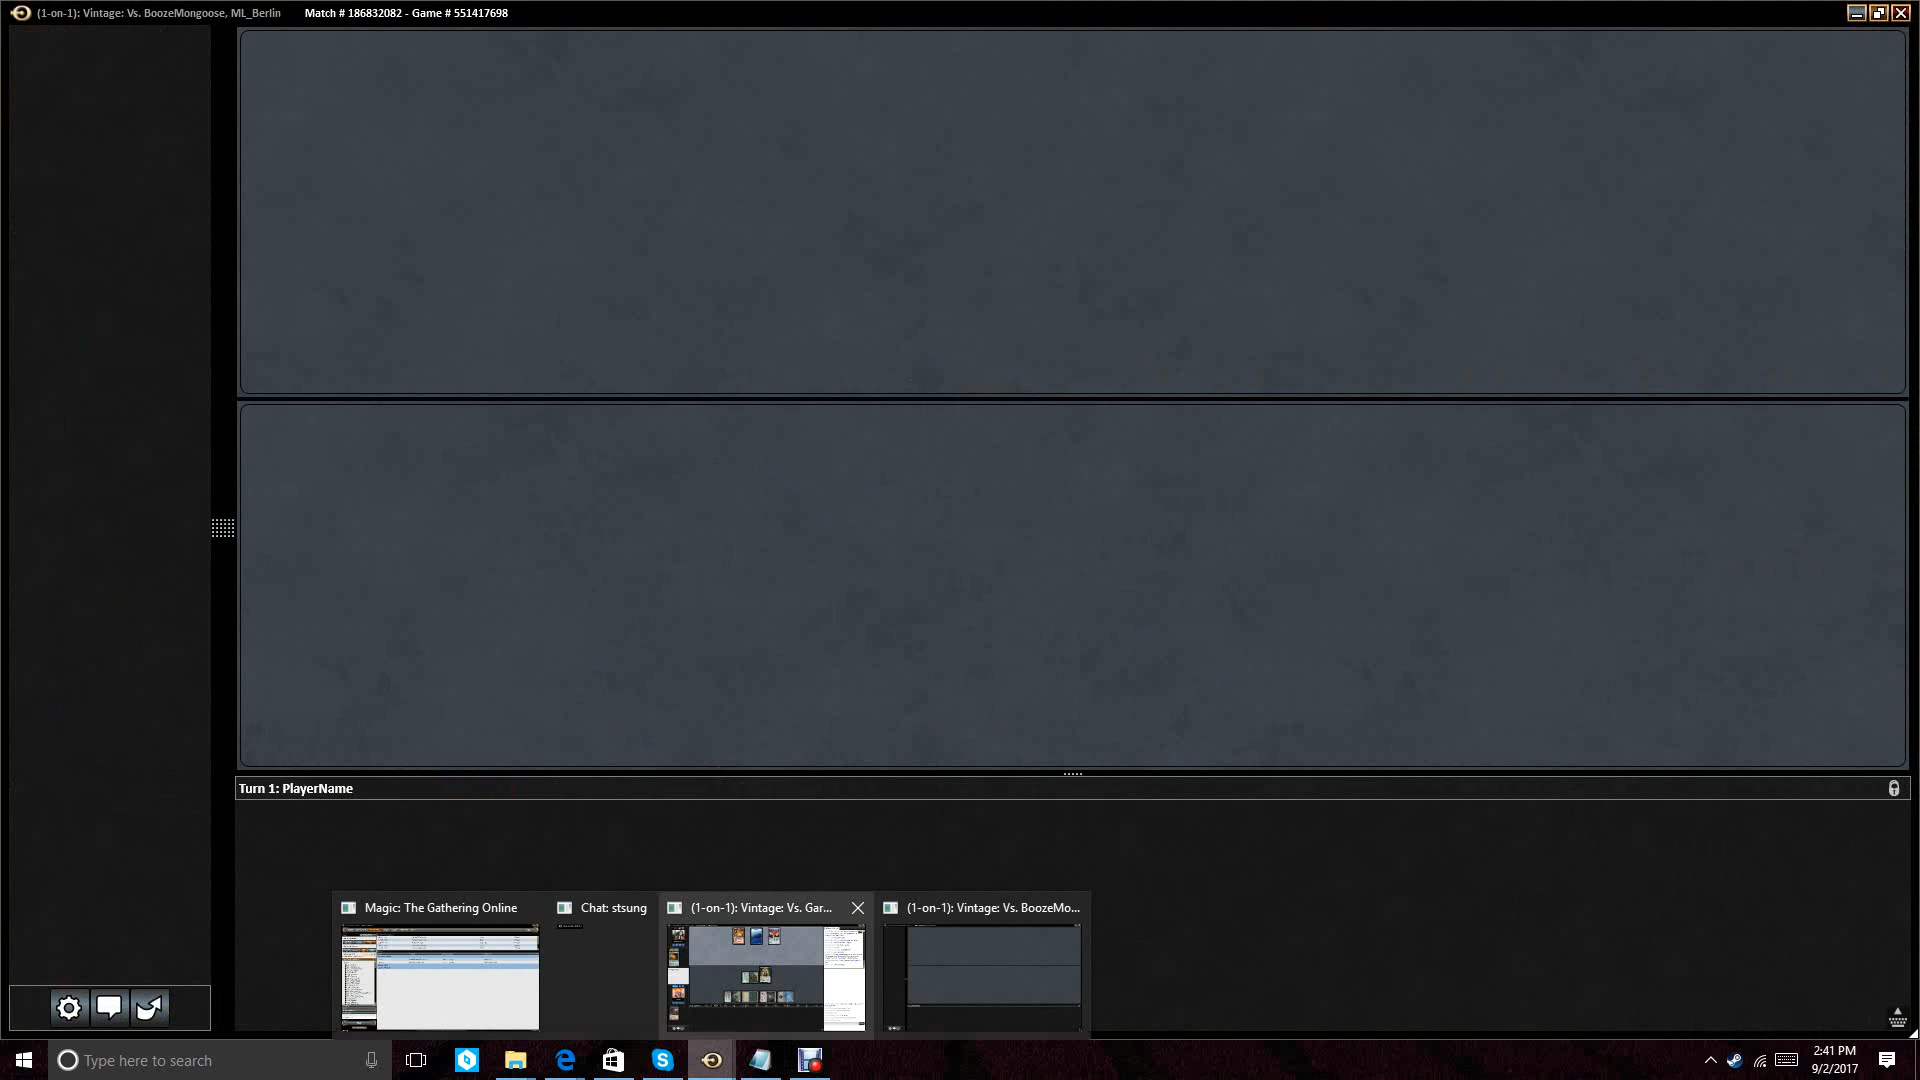 (1-on-1): Vintage: Vs. BoozeMongoose, ML_Berlin Match # 186832082 - Game # 551417698
Turn 1: PlayerName
Magic: The Gathering Online
Chat: stsung
(1-on-1): Vintage: Vs. Gar...
(1-on-1): Vintage: Vs. BoozeMo...
Type here to search
2:41 PM
9/2/2017